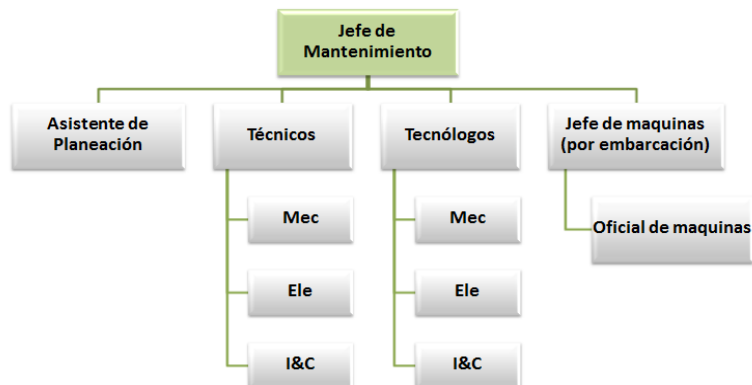 Jefe de
Mantenimiento
Asistente de
Planeación
Técnicos
Tecnólogos
Jefe de maquinas
(por embarcación)
Mec
Mec
Oficial de maquinas
Ele
Ele
I&C
I&C